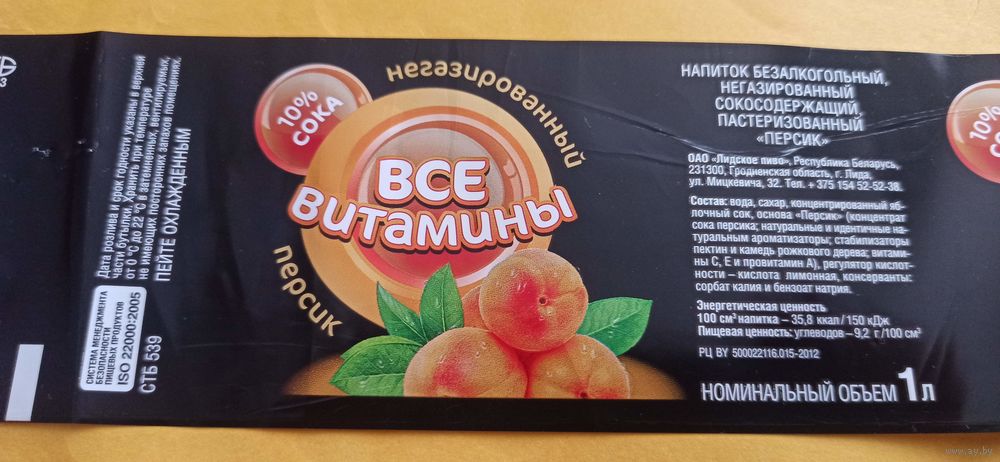 Дата розлива и срок годности указаны в верхней
части бутылки. Хранить при температуре
от 0 °С до 22 °С в затемненных, вентилируемых,
не имеющих посторонних запахов помещениях.
ПЕЙТЕ ОХЛАЖДЕННЫМ
СИСТЕМА МЕНЕДЖМЕНТА
БЕЗОПАСНОСТИ
ПИЩЕВЫХ ПРОДУКТОВ
ISO 22000:2005
СТБ 539
10%
СОКА
негазированный
ВСЕ
ВИТАМИНЫ
персик
НАПИТОК БЕЗАЛКОГОЛЬНЫЙ,
НЕГАЗИРОВАННЫЙ
СОКОСОДЕРЖАЩИЙ,
ПАСТЕРИЗОВАННЫЙ
«ПЕРСИК»
ОАО «Лидское пиво», Республика Беларусь,
231300, Гродненская область, г. Лида,
ул. Мицкевича, 32. Тел. + 375 154 52-52-38.
Состав: вода, сахар, концентрированный яб-
лочный сок, основа «Персик» (концентрат
сока персика; натуральные и идентичные на-
туральным ароматизаторы; стабилизаторы
пектин и камедь рожкового дерева; витами-
ны С, Е и провитамин А), регулятор кислот-
ности – кислота лимонная, консерванты:
сорбат калия и бензоат натрия.
Энергетическая ценность
100 см³ напитка – 35,8 ккал/150 кДж
Пищевая ценность: углеводов – 9,2 г/100 см³
РЦ BY 500022116.015-2012
НОМИНАЛЬНЫЙ ОБЪЕМ 1 л
10%
www.ay.by